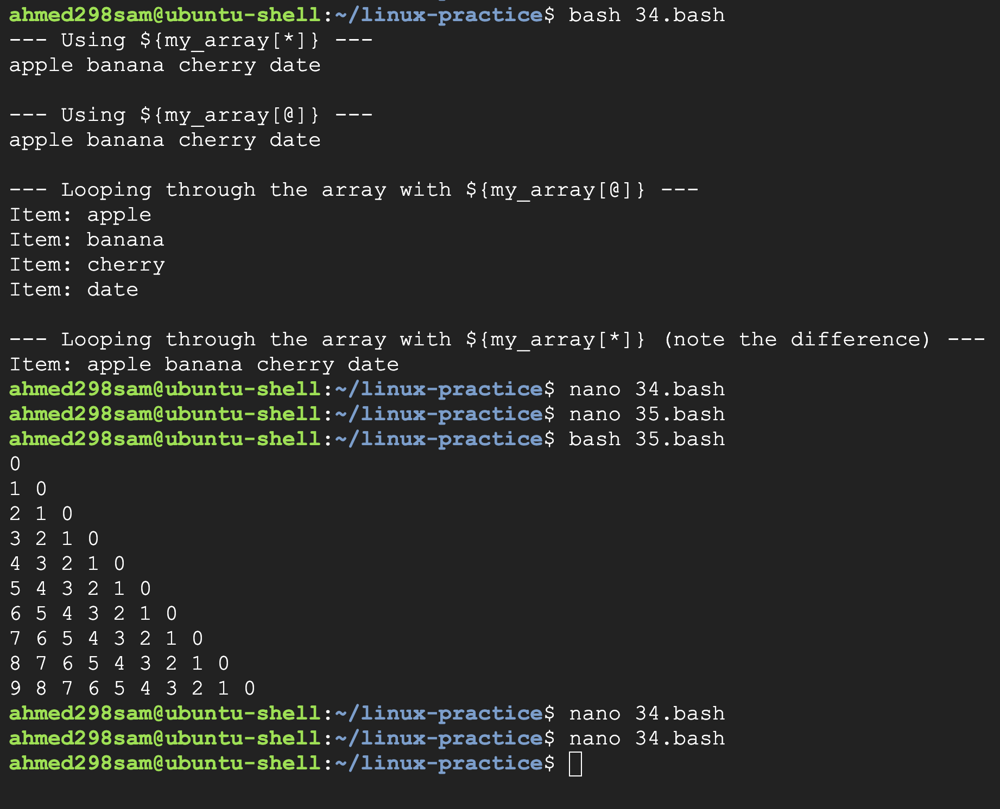 ahmed298sam@ubuntu-shell:~/linux-practice$ bash 34.bash
--- Using ${my_array[*]} ---
apple banana cherry date
--- Using ${my_array[@]} ---
apple banana cherry date
--- Looping through the array with ${my_array[@]} ---
Item: apple
Item: banana
Item: cherry
Item: date
--- Looping through the array with ${my_array[*]} (note the difference) ---
Item: apple banana cherry date
ahmed298sam@ubuntu-shell:~/linux-practice$ nano 34.bash
ahmed298sam@ubuntu-shell:~/linux-practice$ nano 35.bash
ahmed298sam@ubuntu-shell:~/linux-practice$ bash 35.bash
0
1 0
2 1 0
3 2 1 0
4 3 2 1 0
5 4 3 2 1 0
6 5 4 3 2 1 0
7 6 5 4 3 2 1 0
8 7 6 5 4 3 2 1 0
9 8 7 6 5 4 3 2 1 0
ahmed298sam@ubuntu-shell:~/linux-practice$ nano 34.bash
ahmed298sam@ubuntu-shell:~/linux-practice$ nano 34.bash
ahmed298sam@ubuntu-shell:~/linux-practice$